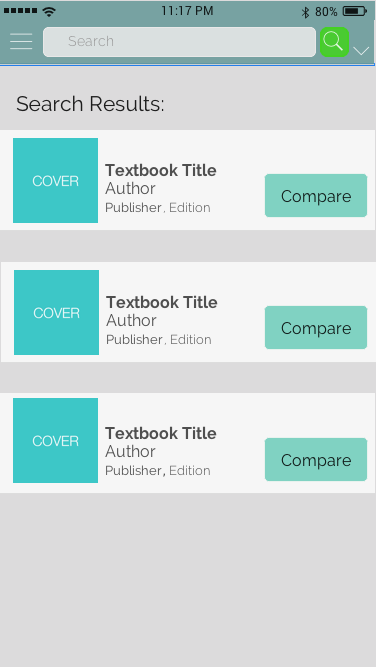 11:17 PM
80%
Search
Search Results:
COVER
Textbook Title
Author
Publisher, Edition
Compare
COVER
Textbook Title
Author
Publisher, Edition
Compare
COVER
Textbook Title
Author
Publisher, Edition
Compare